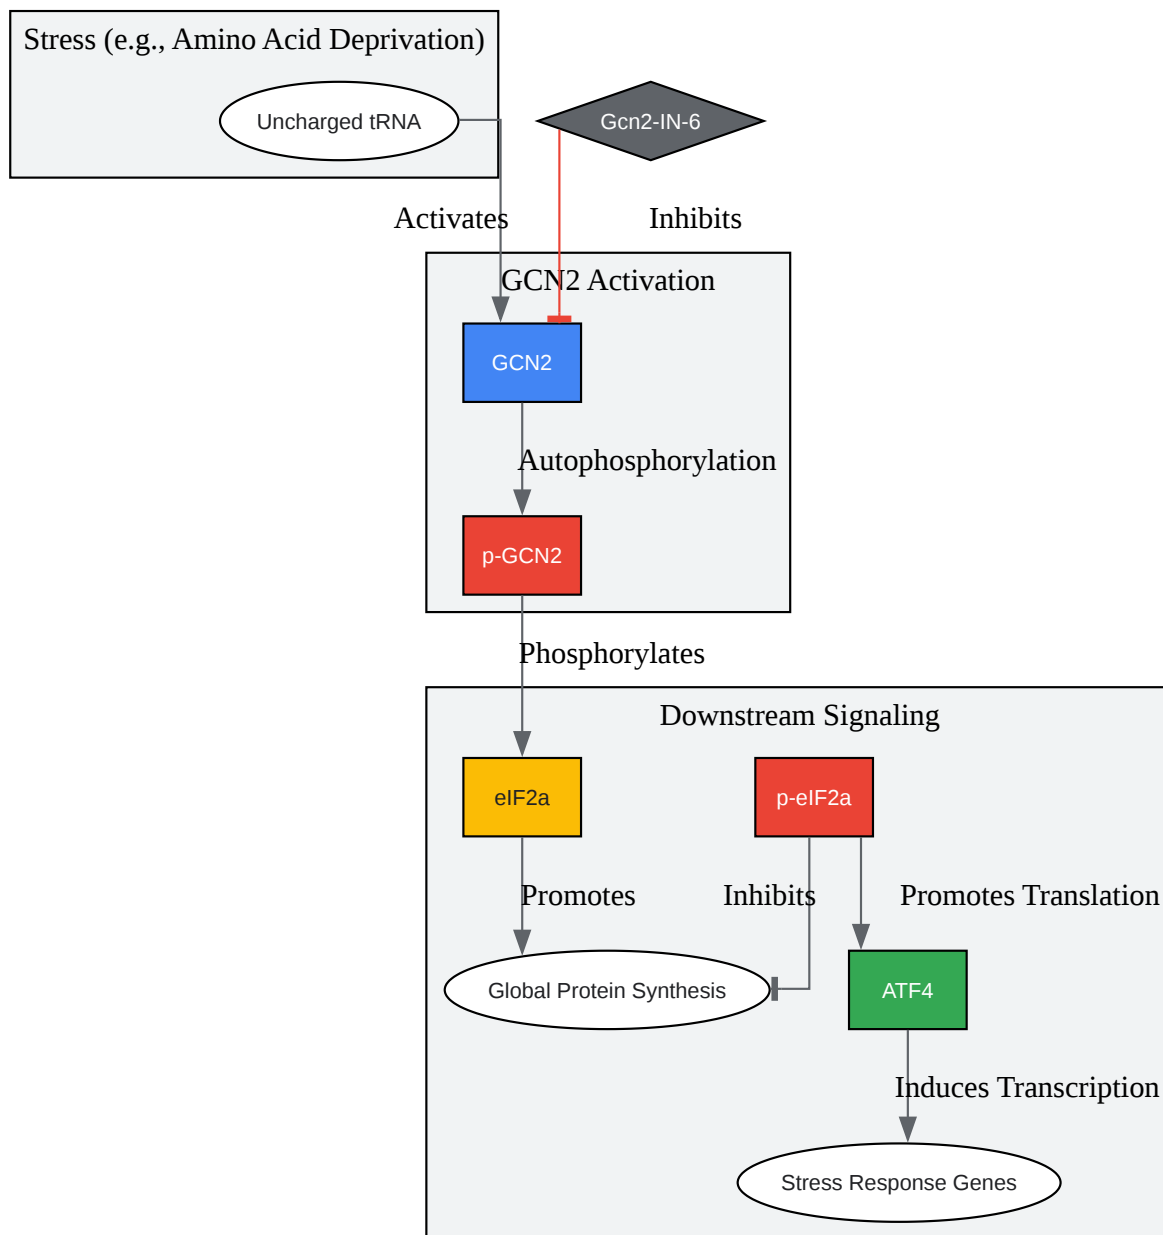 Stress (e.g., Amino Acid Deprivation)
Uncharged tRNA
Gcn2-IN-6
Activates
Inhibits
GCN2 Activation
GCN2
Autophosphorylation
p-GCN2
Phosphorylates
Downstream Signaling
eIF2a
p-eIF2a
Promotes
Inhibits
Promotes Translation
Global Protein Synthesis
ATF4
Induces Transcription
Stress Response Genes